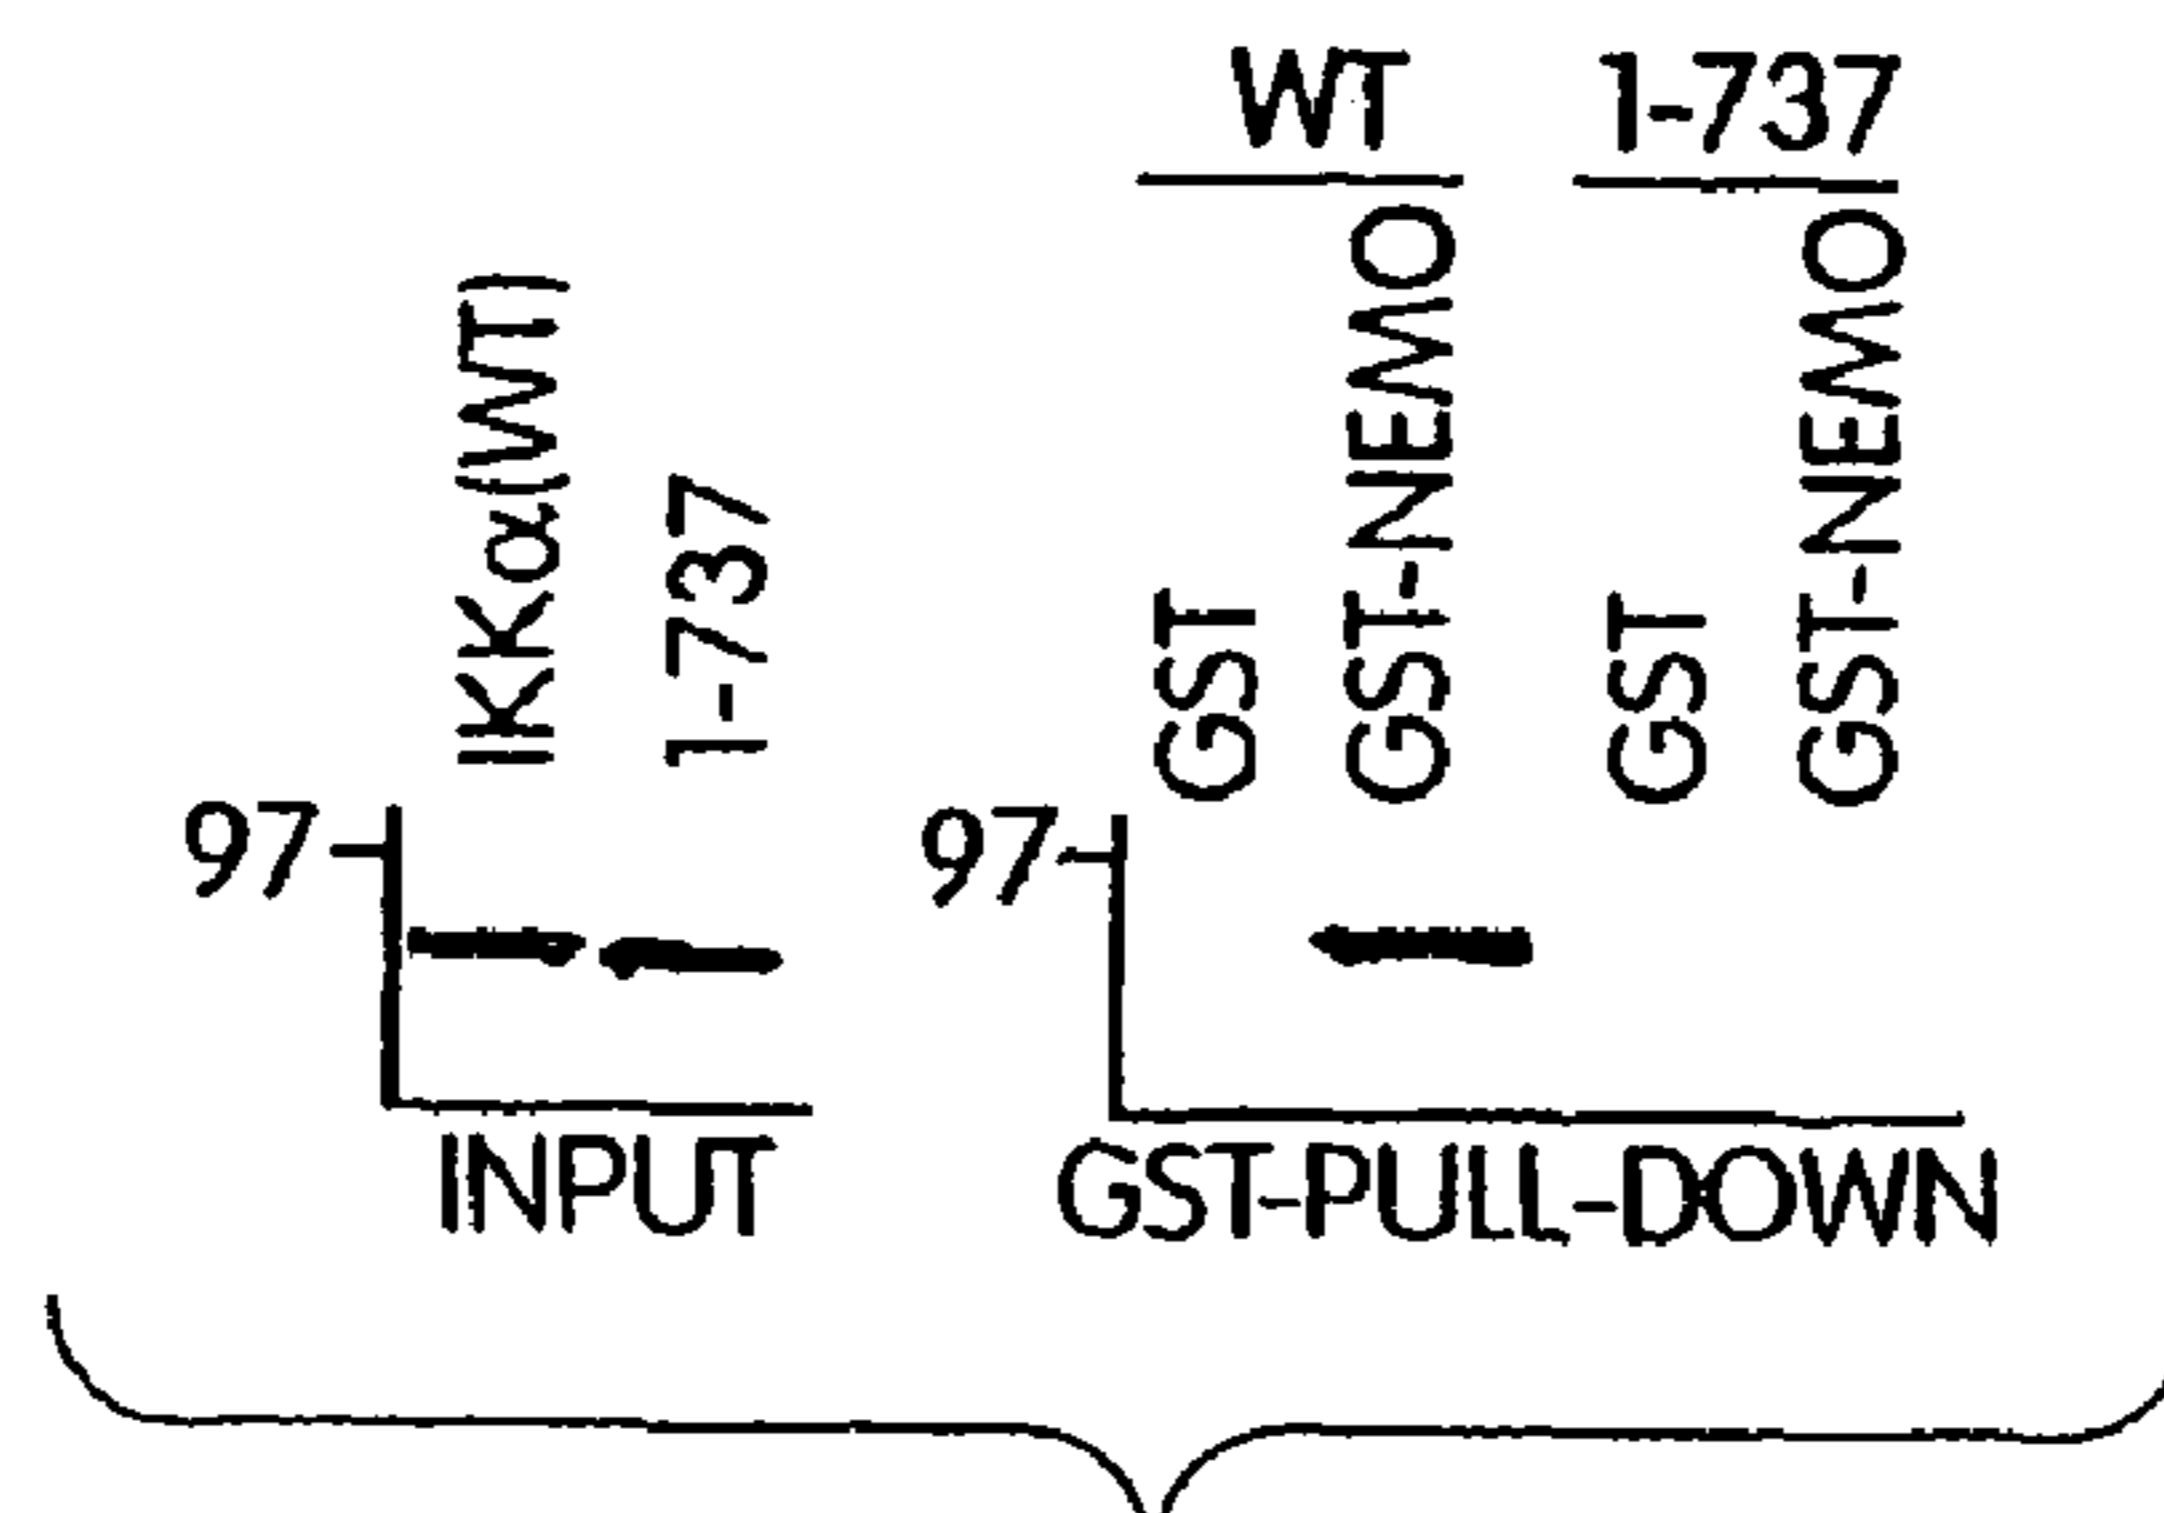 WT 1-737
IKKα(WT) 1-737 GST GST-NEMO GST GST-NEMO
97 97
INPUT GST-PULL-DOWN